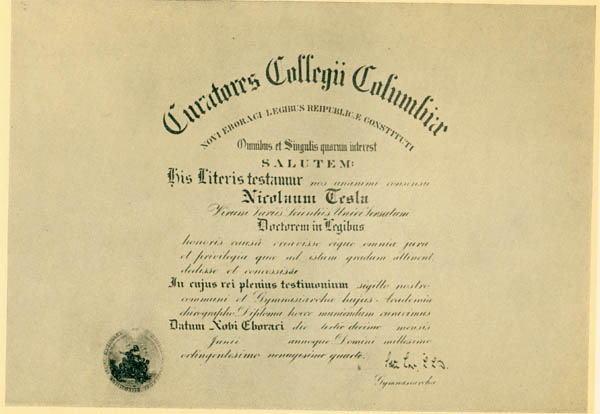 Curatores Collegii Columbiæ
NOVI EBORACI LEGIBUS REIPUBLICÆ CONSTITUTI
Omnibus et Singulis quorum interest
SALUTEM:
His Literis testamur nos unanimi consensu
Nicolaum Tesla
Virum Variis Scientiis Versatum
Doctorem in Legibus
honoris causâ creavisse eique omnia jura
et privilegia quæ ad istum gradum attinent,
dedisse et concessisse
In cujus rei plenius testimonium sigillo nostro
communi et Gymnasiarchæ hujus Academiæ
chirographo Diploma hocce muniendum curavimus
Datum Novi Eboraci die tertio decimo mensis
Junii annoque Domini millesimo
octingentesimo nonagesimo quarto.
Gymnasiarcha